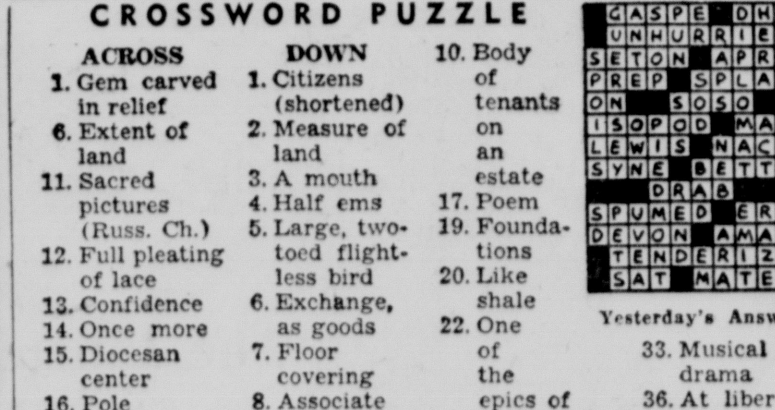 CROSSWORD PUZZLE
ACROSS
1. Gem carved
in relief
6. Extent of
land
11. Sacred
pictures
(Russ. Ch.)
12. Full pleating
of lace
13. Confidence
14. Once more
15. Diocesan
center
16. Pole
DOWN
1. Citizens
(shortened)
2. Measure of
land
3. A mouth
4. Half ems
5. Large, two-
toed flight-
less bird
6. Exchange,
as goods
7. Floor
covering
8. Associate
10. Body
of
tenants
on
an
estate
17. Poem
19. Founda-
tions
20. Like
shale
22. One
of
the
epics of
GASPE DH
UNHURRIE
SETON APR
PREP SPLA
ON SOSO
ISOPOD MA
LEWIS NAC
SYNE BETT
DRAB
SPUMED ER
DEVON AMA
TENDERIZ
SAT MATE
Yesterday's Answ
33. Musical
drama
36. At liber